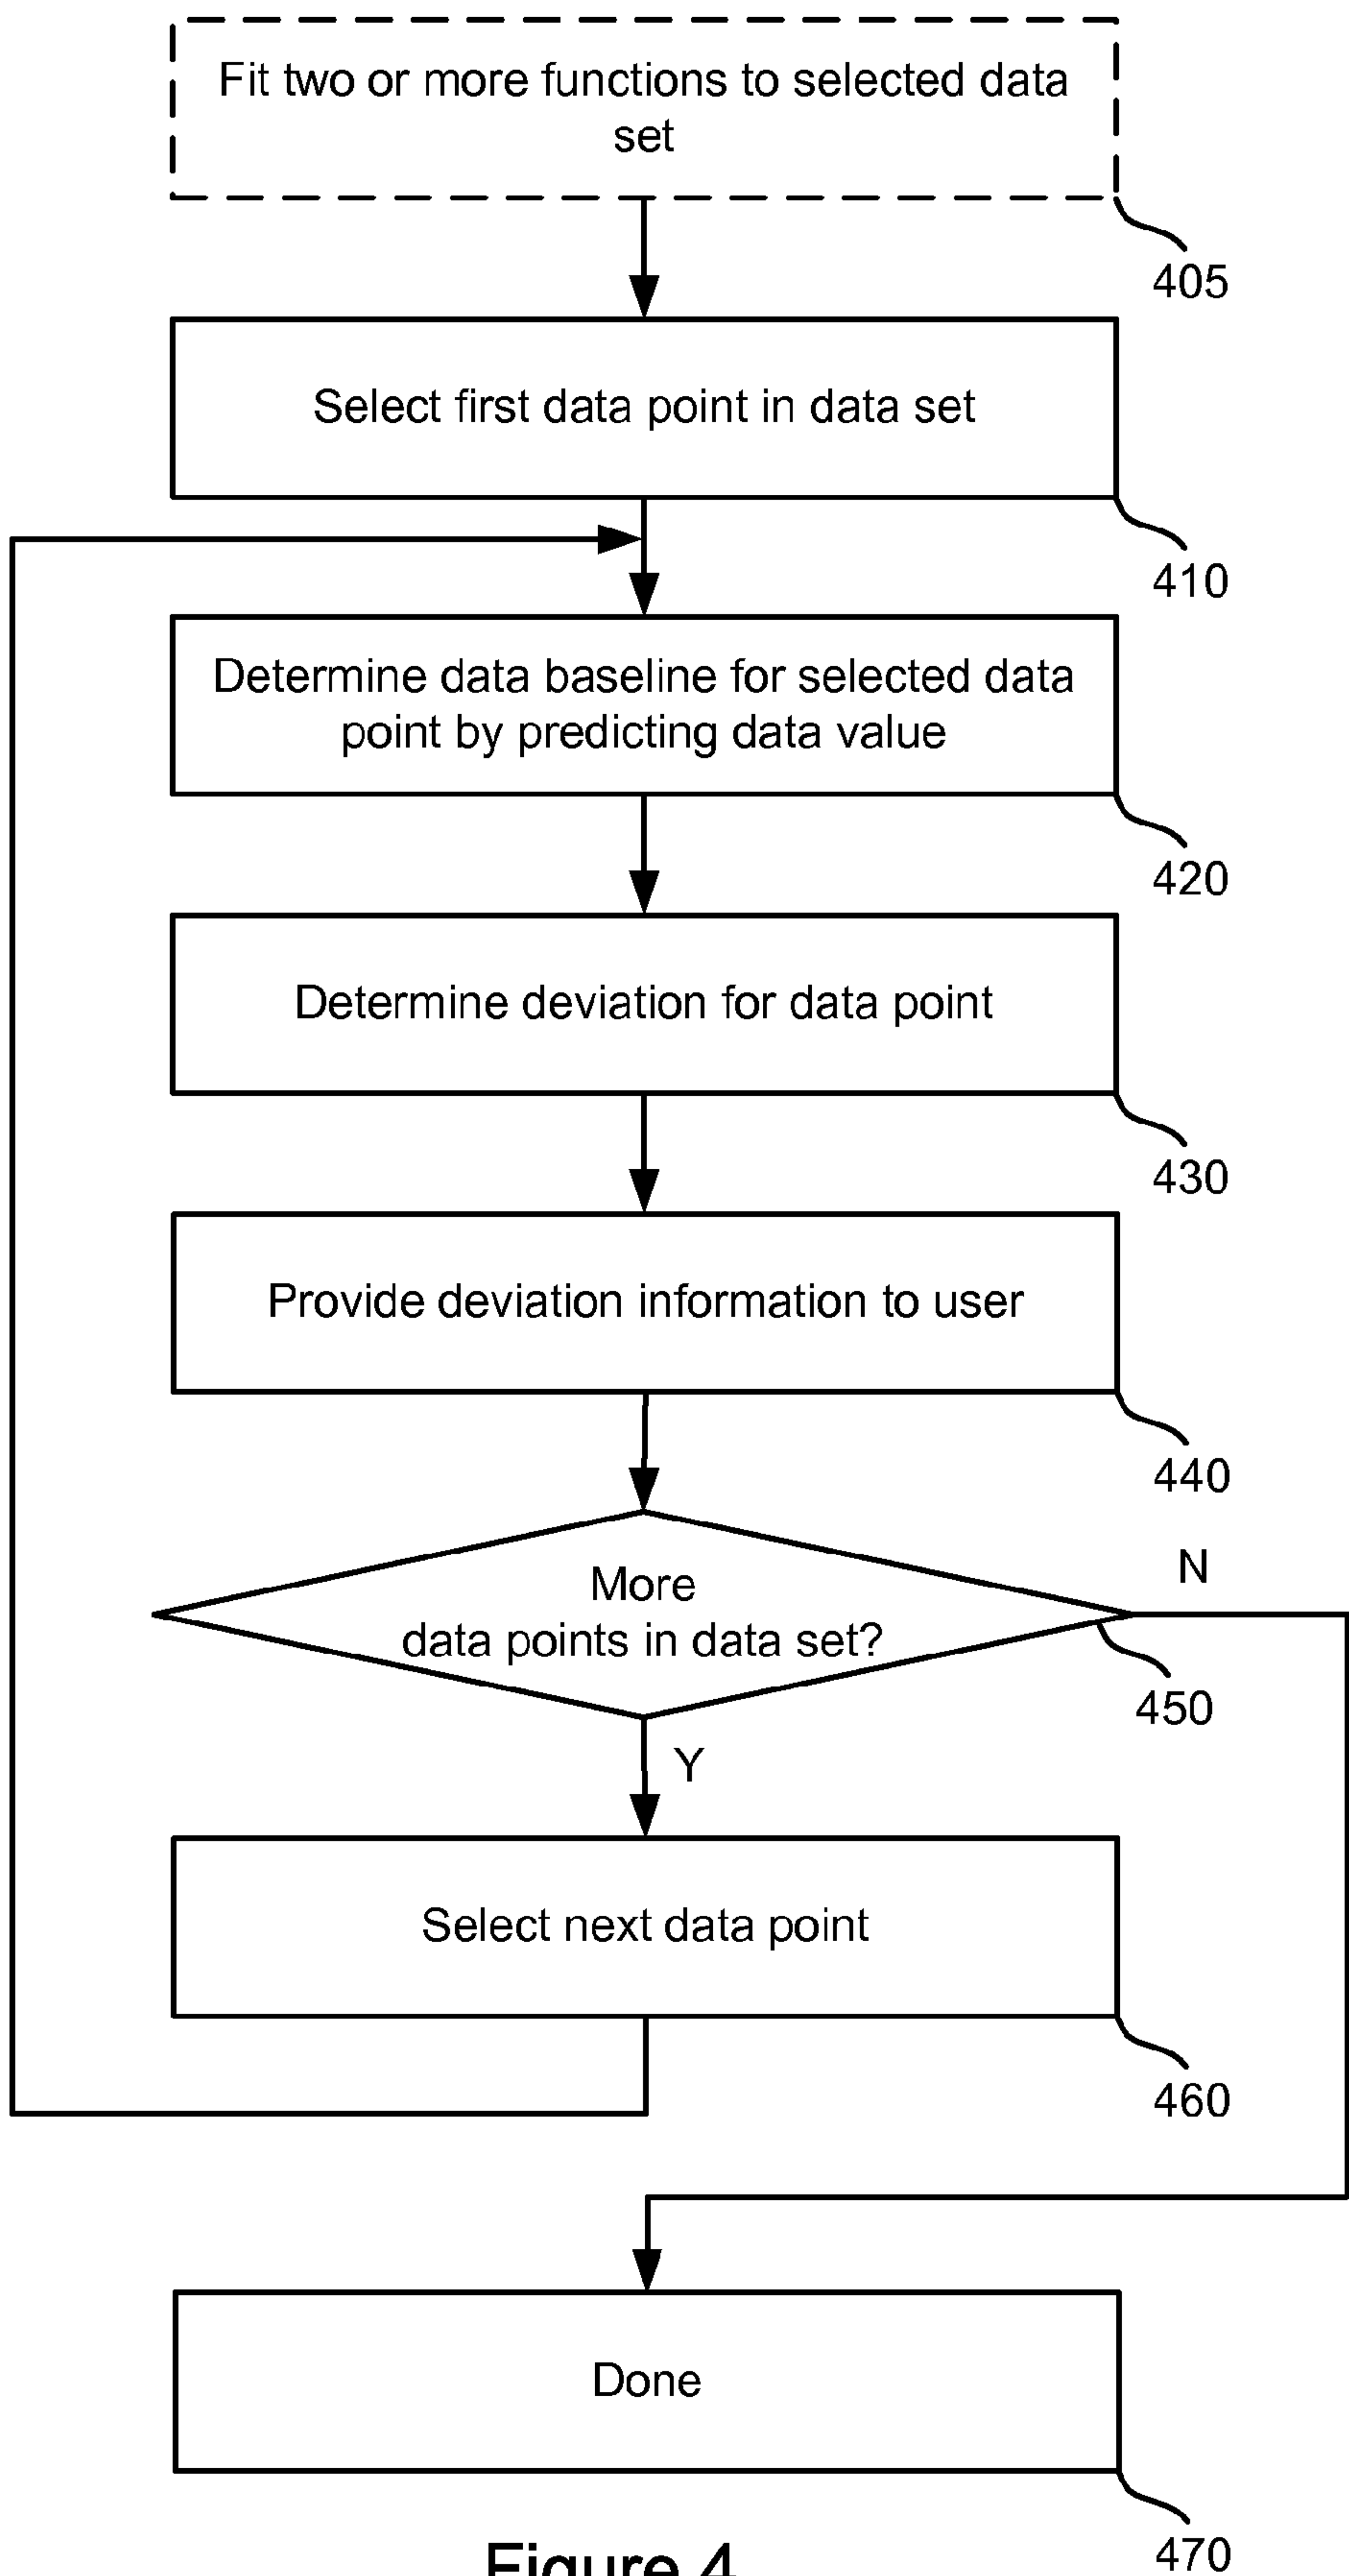 Fit two or more functions to selected data
set
405
Select first data point in data set
410
Determine data baseline for selected data
point by predicting data value
420
Determine deviation for data point
430
Provide deviation information to user
440
More
data points in data set?
N
450
Y
Select next data point
460
Done
470
Figure 4